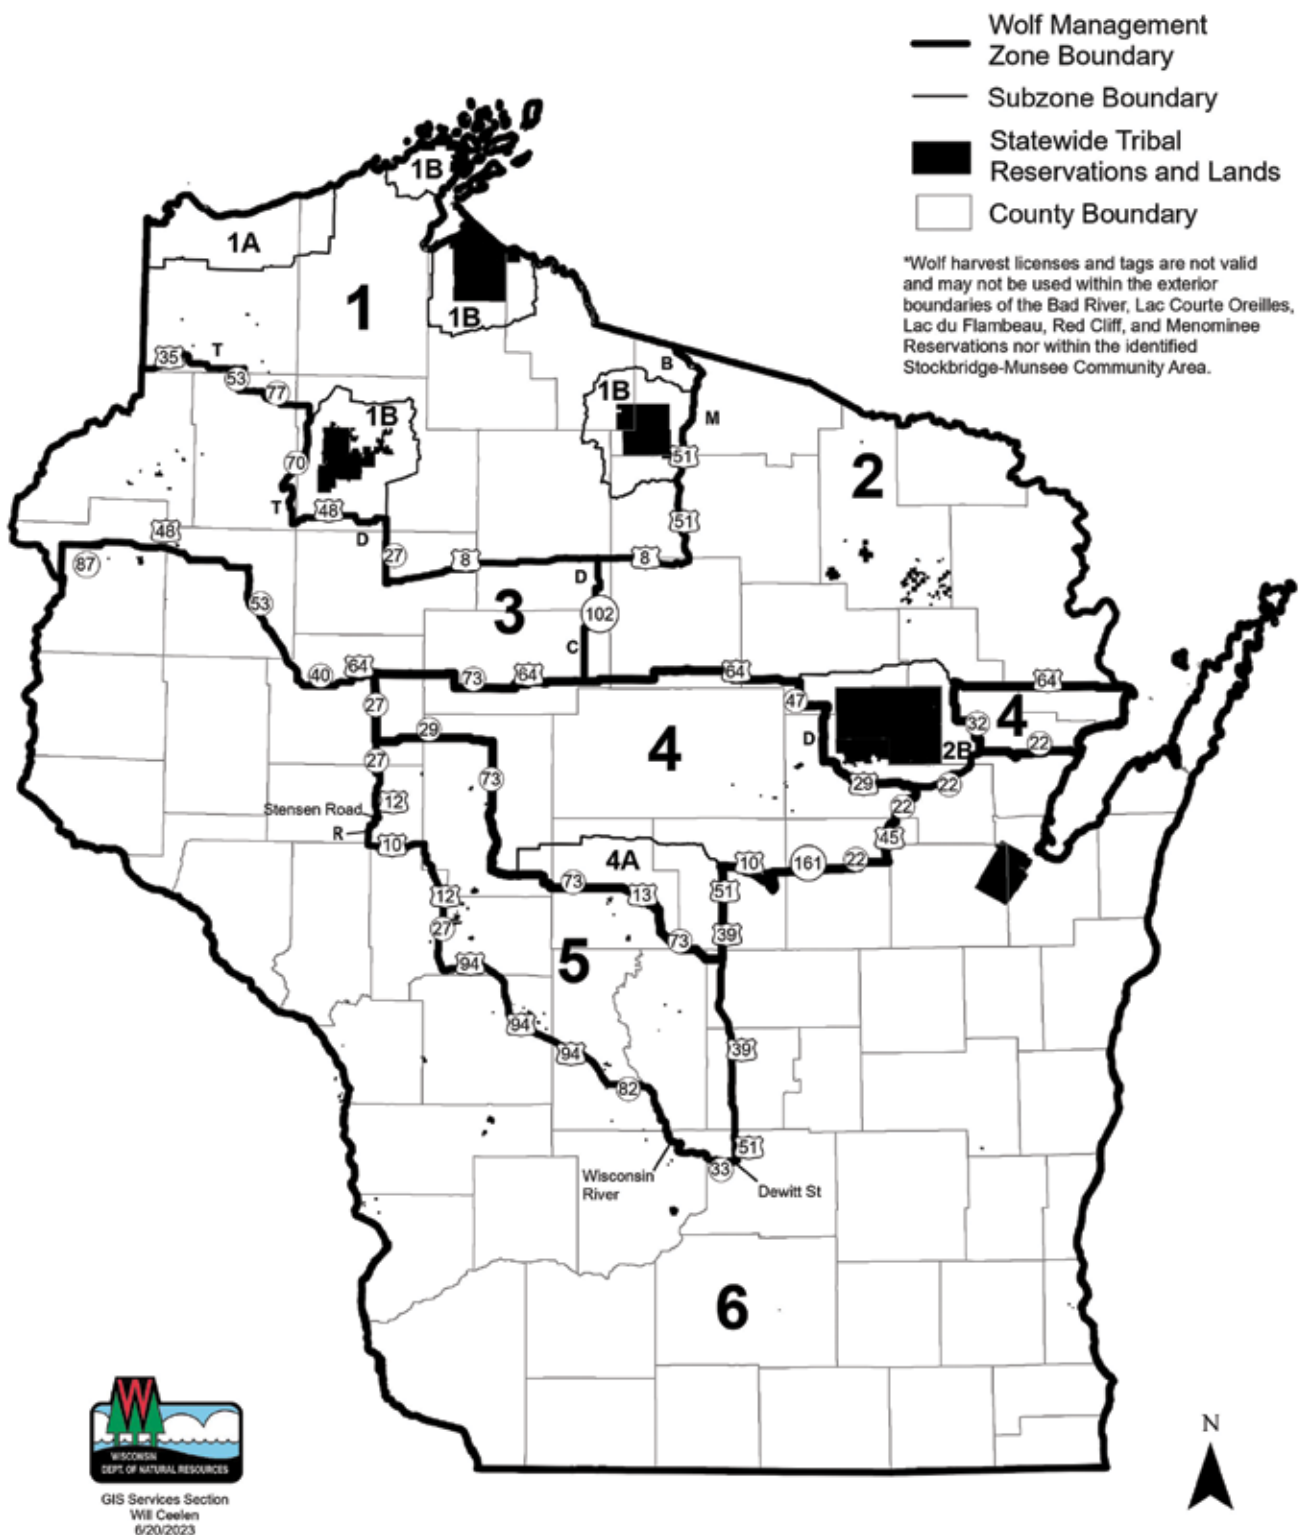 Wolf Management
Zone Boundary
Subzone Boundary
Statewide Tribal
Reservations and Lands
County Boundary
*Wolf harvest licenses and tags are not valid
and may not be used within the exterior
boundaries of the Bad River, Lac Courte Oreilles,
Lac du Flambeau, Red Cliff, and Menominee
Reservations nor within the identified
Stockbridge-Munsee Community Area.
1B
1A
1
1B
35
T
53
77
B
1B
M
1B
51
2
70
T
48
D
51
48
87
27
8
8
D
53
3
102
C
40
64
73
64
64
47
64
27
29
4
D
32
4
22
2B
27
73
29
22
12
Stensen Road
R
10
22
45
4A
10
161
22
12
73
13
51
27
73
39
94
5
94
94
39
82
51
Wisconsin
River
33
Dewitt St
6
W
WISCONSIN
DEPT. OF NATURAL RESOURCES
GIS Services Section
Will Ceelen
6/20/2023
N